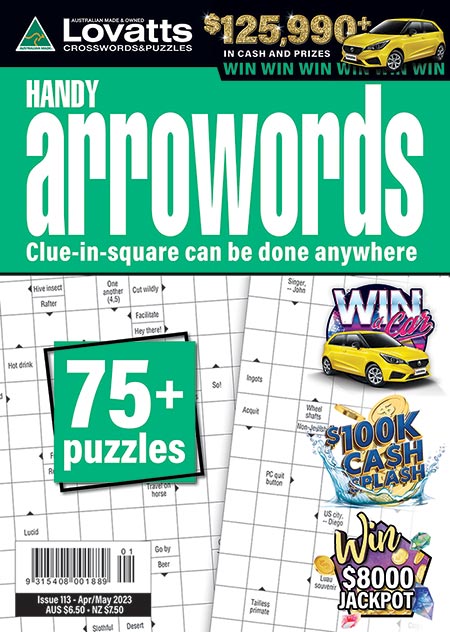 AUSTRALIAN MADE & OWNED
Lovatts
CROSSWORDS&PUZZLES
AUSTRALIAN MADE
$125,990+
IN CASH AND PRIZES
WIN WIN WIN WIN WIN WIN
HANDY
arrowords
Clue-in-square can be done anywhere
Hive insect
Rafter
One another (4,5)
Cut wildly
Facilitate
Hey there!
Hot drink
So!
75+
puzzles
Travel on horse
Lucid
Go by
Beer
Slothful
Desert
Singer, -- John
Ingots
Acquit
Wheel shafts
PC quit button
US city, -- Diego
Luau souvenir
Tailless primate
WIN
a Car
$100K
CASH
SPLASH
Win
$8000
JACKPOT
01
9 315408 001889
Issue 113 - Apr/May 2023
AUS $6.50 • NZ $7.50